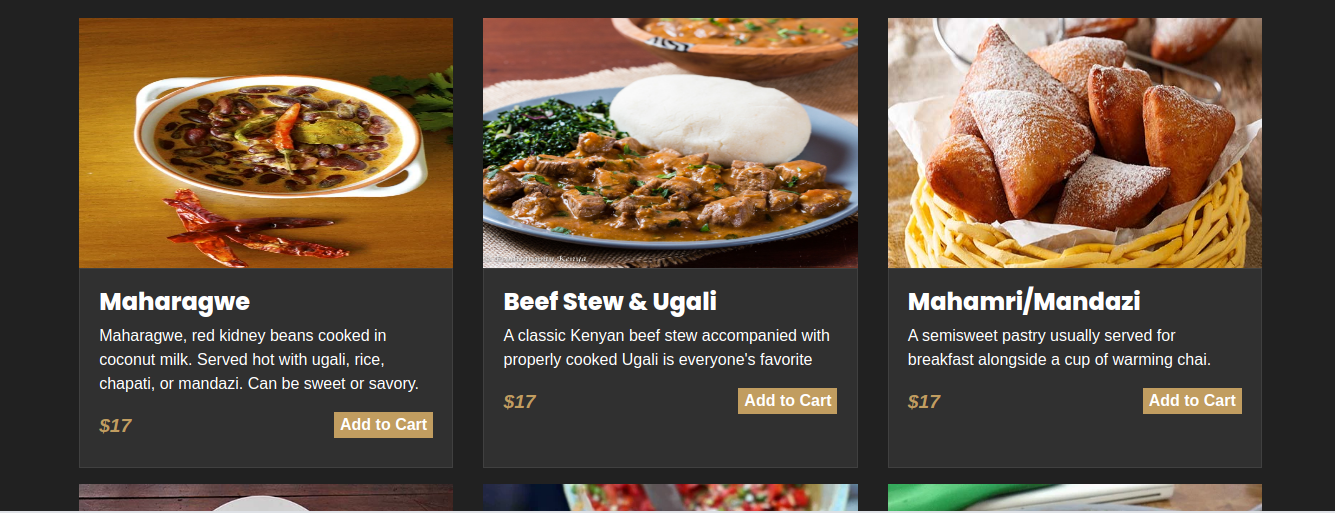 Maharagwe
Maharagwe, red kidney beans cooked in
coconut milk. Served hot with ugali, rice,
chapati, or mandazi. Can be sweet or savory.
$17
Add to Cart
Beef Stew & Ugali
A classic Kenyan beef stew accompanied with
properly cooked Ugali is everyone's favorite
$17
Add to Cart
Mahamri/Mandazi
A semisweet pastry usually served for
breakfast alongside a cup of warming chai.
$17
Add to Cart